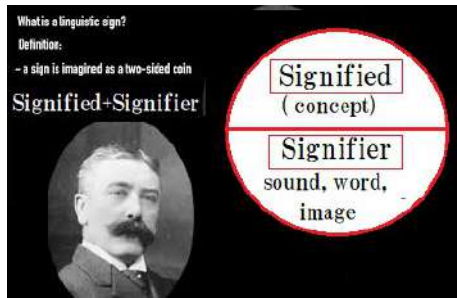 What is a linguistic sign?
Definition:
– a sign is imagired as a two-sided coin
Signified+Signifier
Signified
( concept)
Signifier
sound, word,
image